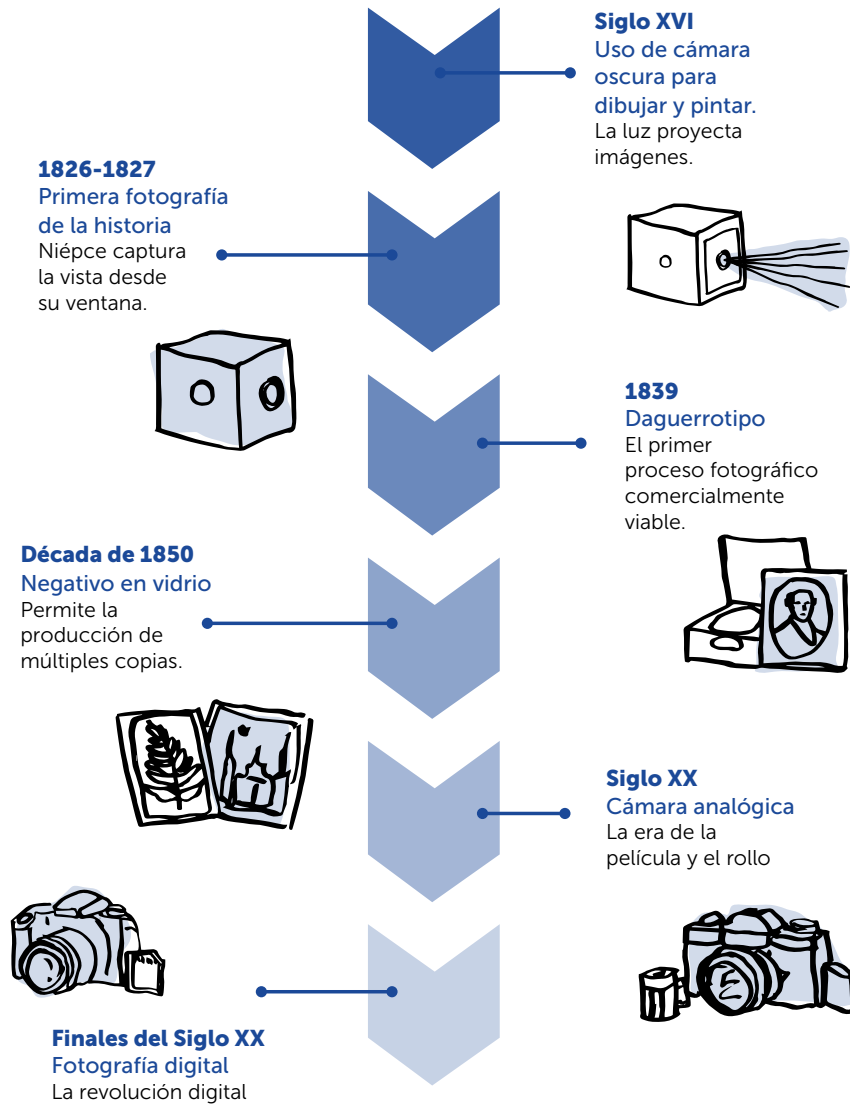 Siglo XVI
Uso de cámara
oscura para
dibujar y pintar.
La luz proyecta
imágenes.
1826-1827
Primera fotografía
de la historia
Niépce captura
la vista desde
su ventana.
1839
Daguerrotipo
El primer
proceso fotográfico
comercialmente
viable.
Década de 1850
Negativo en vidrio
Permite la
producción de
múltiples copias.
Siglo XX
Cámara analógica
La era de la
película y el rollo
Finales del Siglo XX
Fotografía digital
La revolución digital